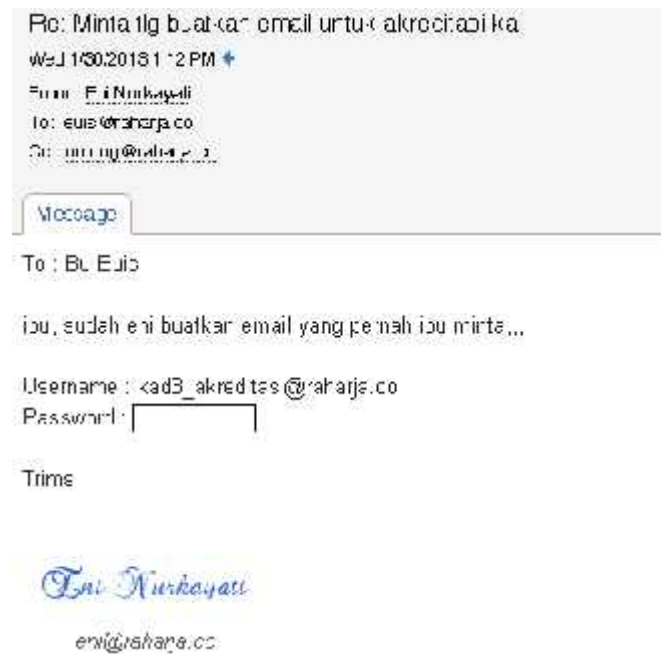 Re: Minta tlg buatkan email untuk akreditasi ka
Wed 1/30/2013 1:12 PM
From: Eni Nurkayati
To: euis@raharja.co
Cc:
Message
To : Bu Euis
ibu, sudah eni buatkan email yang pernah ibu minta,,,
Username : kad3_akreditasi@raharja.co
Password :
Trims
Eni Nurkayati
eni@raharja.co